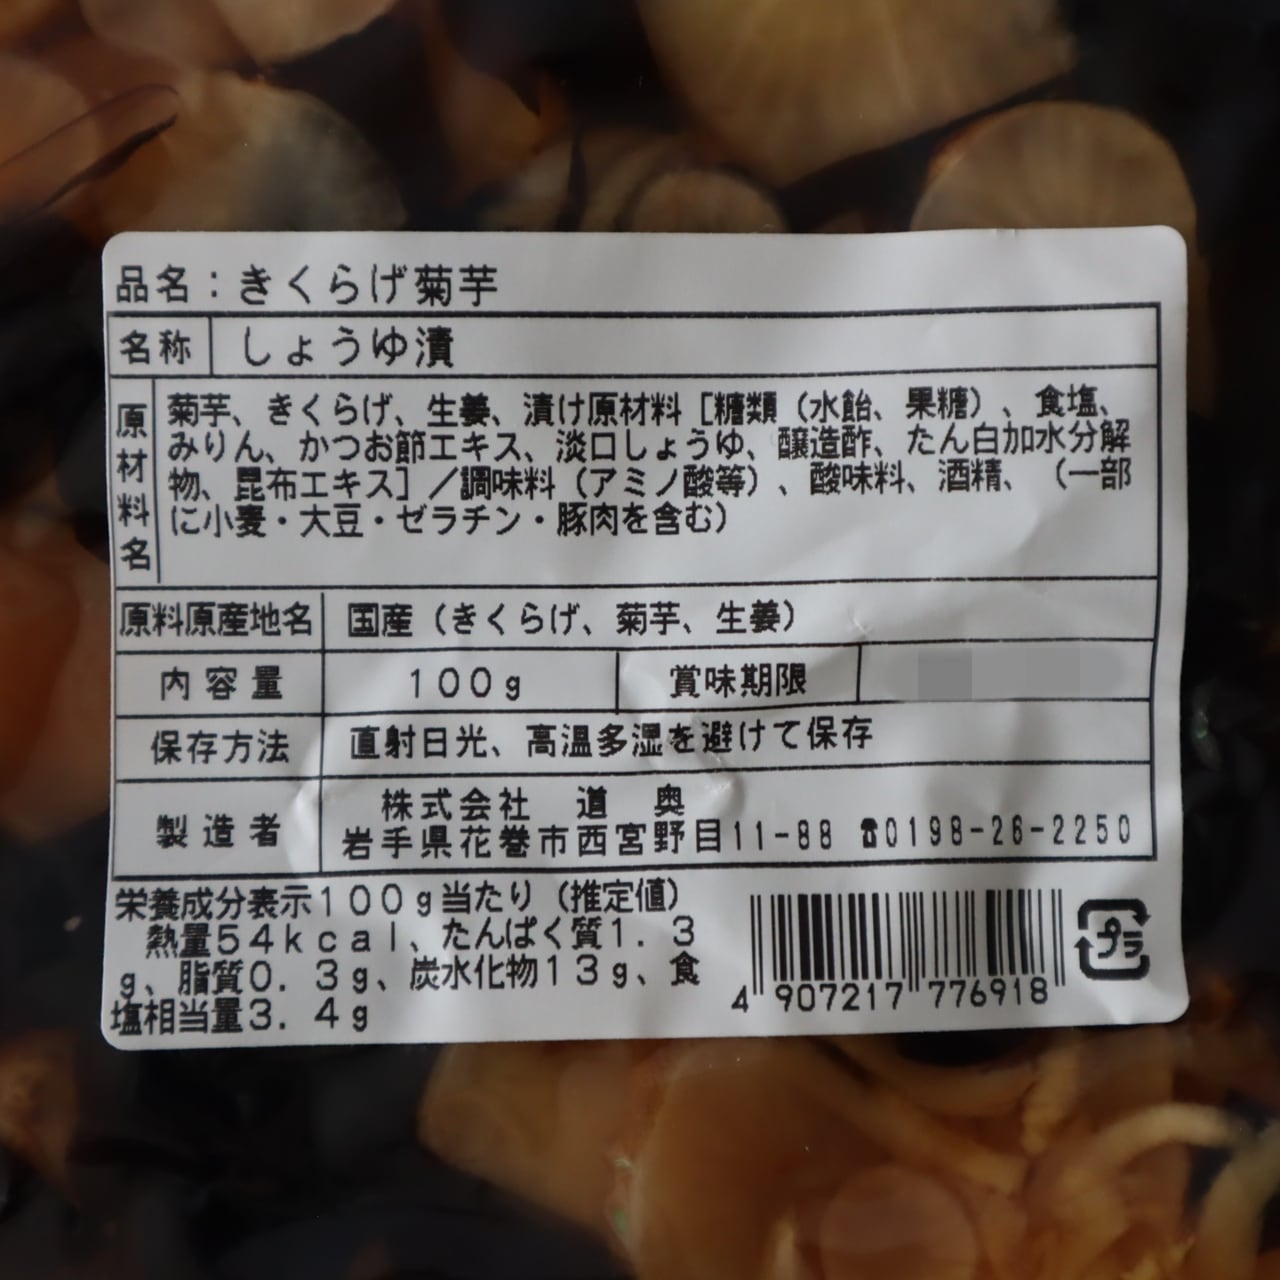 品名：きくらげ菊芋
名称 しょうゆ漬
原材料名 菊芋、きくらげ、生姜、漬け原材料［糖類（水飴、果糖）、食塩、
みりん、かつお節エキス、淡口しょうゆ、醸造酢、たん白加水分解
物、昆布エキス］／調味料（アミノ酸等）、酸味料、酒精、（一部
に小麦・大豆・ゼラチン・豚肉を含む）
原料原産地名 国産（きくらげ、菊芋、生姜）
内容量 100g 賞味期限
保存方法 直射日光、高温多湿を避けて保存
製造者 株式会社 道 奥
岩手県花巻市西宮野目11-88 ☎0198-26-2250
栄養成分表示100g当たり（推定値）
熱量54kcal、たんぱく質1.3
g、脂質0.3g、炭水化物13g、食
塩相当量3.4g
4 907217 776918
プラ